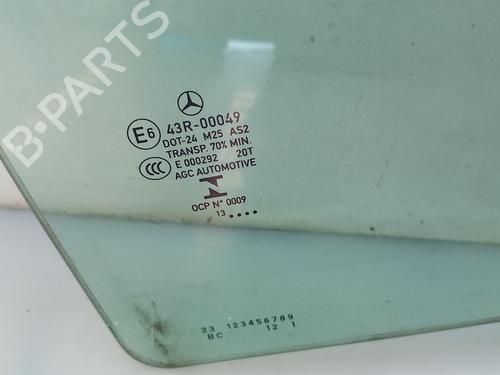 B-PARTS
E6 43R-00049
DOT-24 M25 AS2
TRANSP. 70% MIN.
CCC E 000292 20T
AGC AUTOMOTIVE
OCP N° 0009
13 ....
23 123456789
BC 12 1